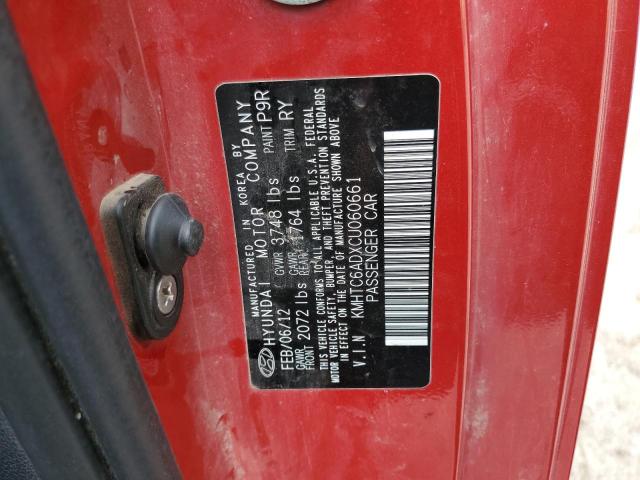 MANUFACTURED IN KOREA BY
HYUNDAI MOTOR COMPANY
FEB/06/12 GVWR 3748 lbs PAINT P9R
GAWR FRONT 2072 lbs GAWR REAR 1764 lbs TRIM RY
THIS VEHICLE CONFORMS TO ALL APPLICABLE U.S.A. FEDERAL
MOTOR VEHICLE SAFETY, BUMPER, AND THEFT PREVENTION STANDARDS
IN EFFECT ON THE DATE OF MANUFACTURE SHOWN ABOVE
V.I.N KMHTC6ADXCU060661
PASSENGER CAR